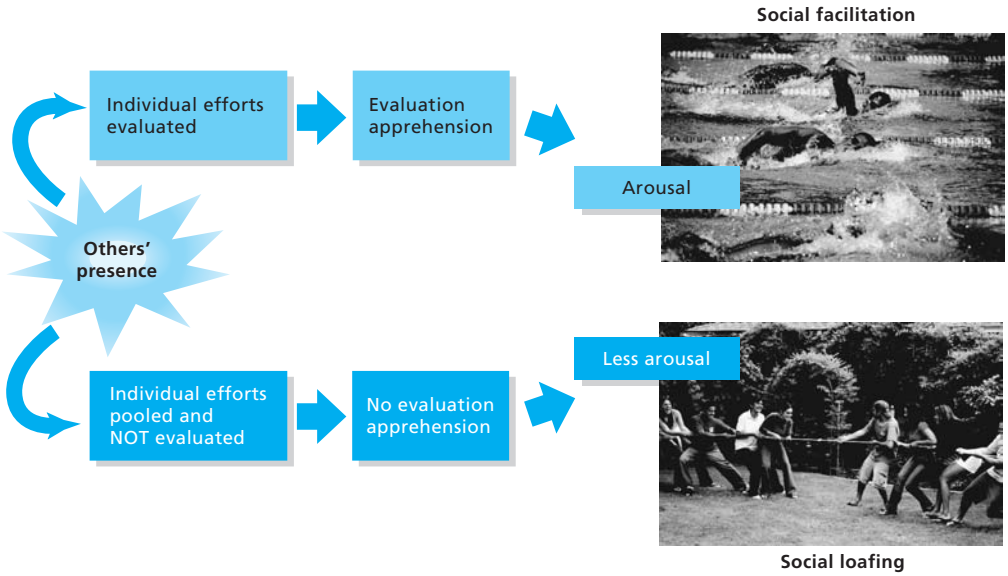 Social facilitation
Individual efforts
evaluated
Evaluation
apprehension
Arousal
Others’
presence
Less arousal
Individual efforts
pooled and
NOT evaluated
No evaluation
apprehension
Social loafing